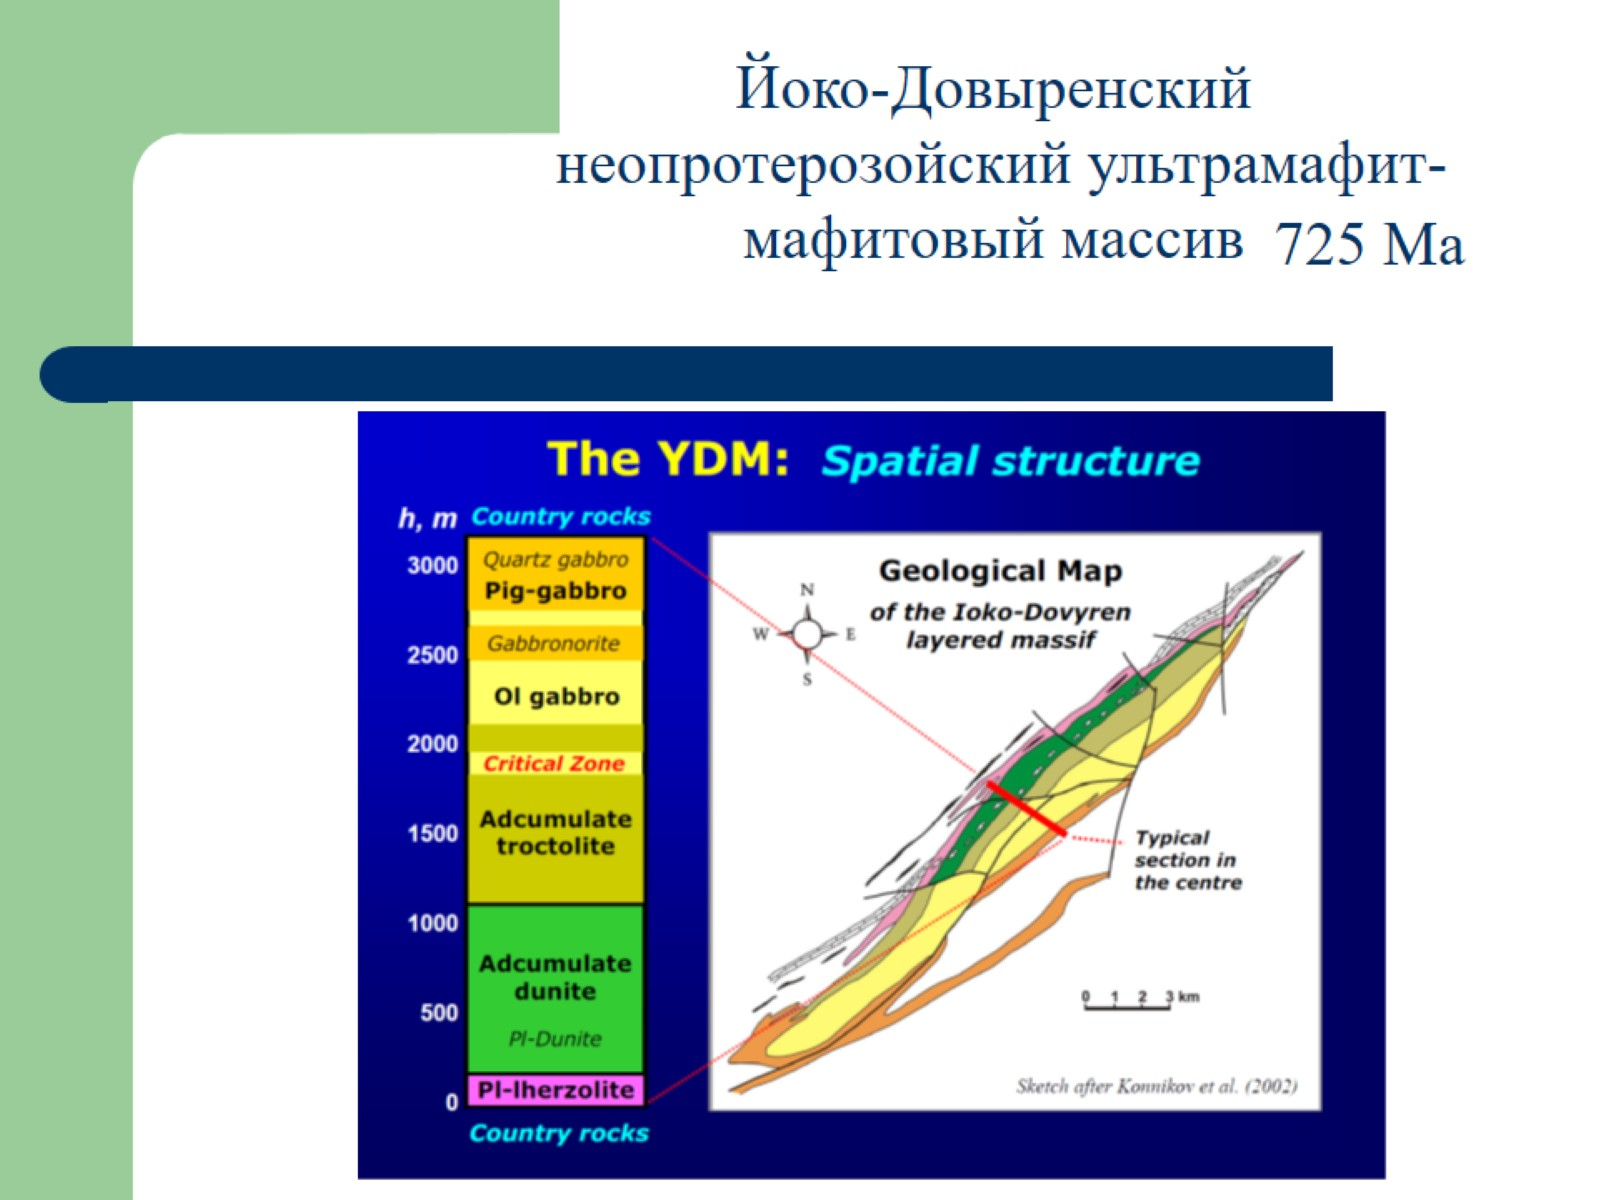 Йоко-Довыренский
неопротерозойский ультрамафит-
мафитовый массив 725 Ma
The YDM: Spatial structure
h, m Country rocks
3000
2500
2000
1500
1000
500
0
Quartz gabbro
Pig-gabbro
Gabbronorite
Ol gabbro
Critical Zone
Adcumulate
troctolite
Adcumulate
dunite
Pl-Dunite
Pl-lherzolite
Country rocks
Geological Map
of the Ioko-Dovyren
layered massif
N
W E
S
Typical
section in
the centre
0 1 2 3 km
Sketch after Konnikov et al. (2002)